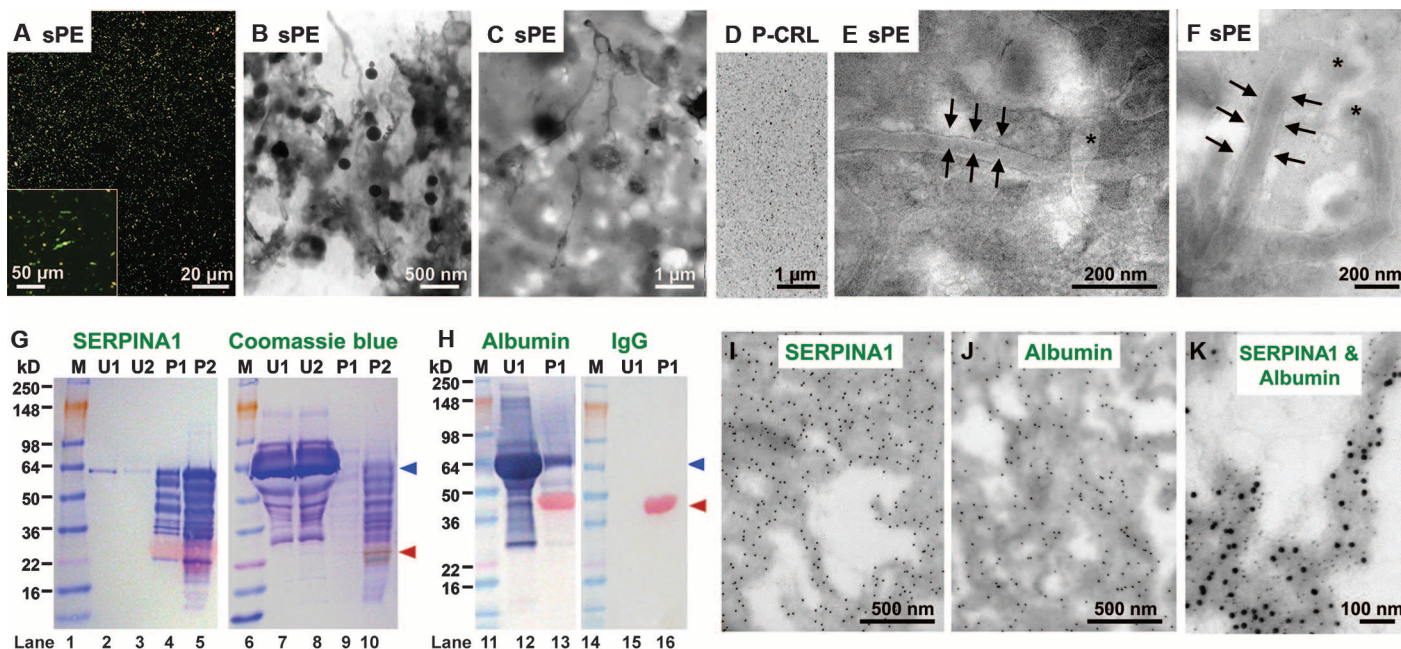 A sPE
50 µm
20 µm
B sPE
500 nm
C sPE
1 µm
D P-CRL
1 µm
E sPE
*
200 nm
F sPE
*
*
200 nm
G SERPINA1 Coomassie blue
kD M U1 U2 P1 P2 M U1 U2 P1 P2
250
148
98
64
50
36
22
16
Lane 1 2 3 4 5 6 7 8 9 10
H Albumin IgG
kD M U1 P1 M U1 P1
250
148
98
64
50
36
22
16
Lane 11 12 13 14 15 16
I SERPINA1
500 nm
J Albumin
500 nm
K SERPINA1 &
Albumin
100 nm